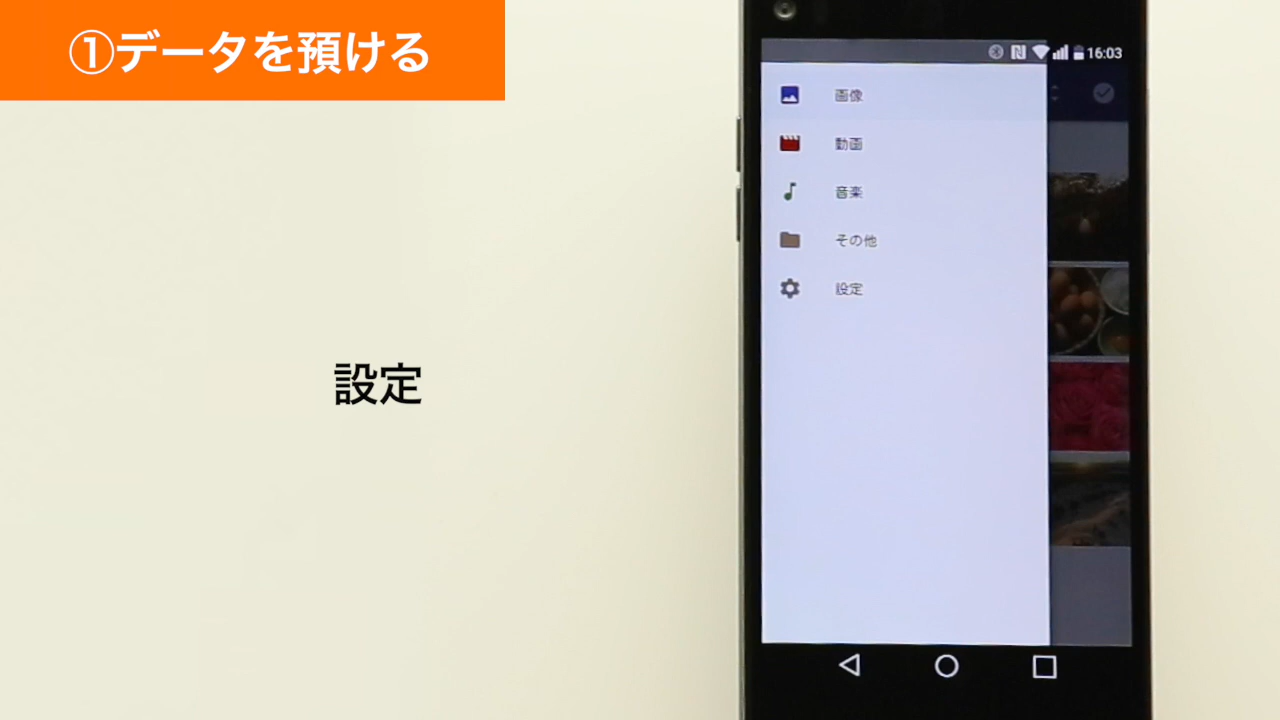 ①データを預ける
16:03
画像
動画
音楽
その他
設定
設定